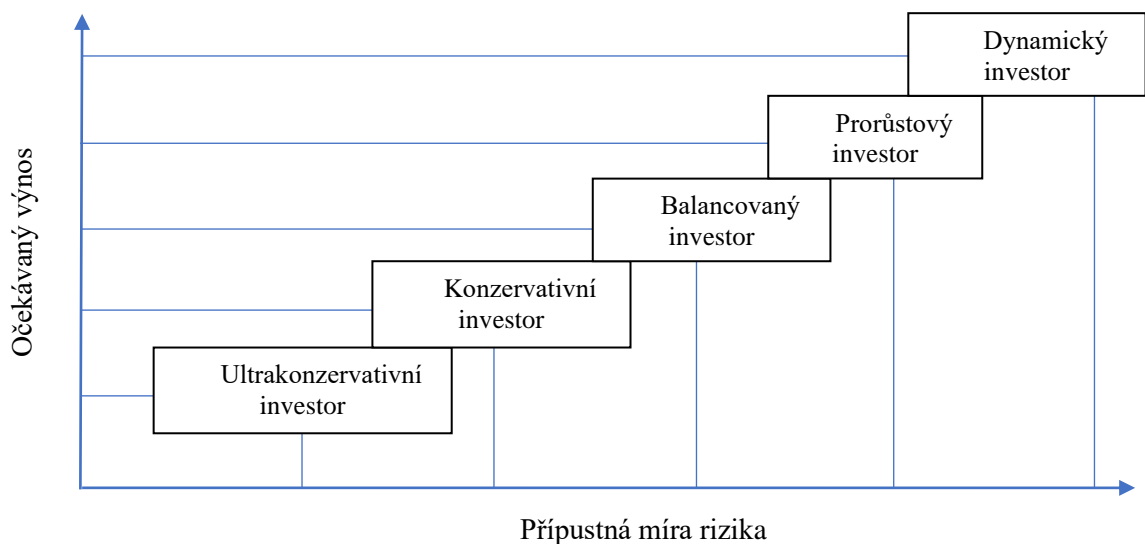 Dynamický
investor
Prorůstový
investor
Balancovaný
investor
Konzervativní
investor
Ultrakonzervativní
investor
Očekávaný výnos
Přípustná míra rizika